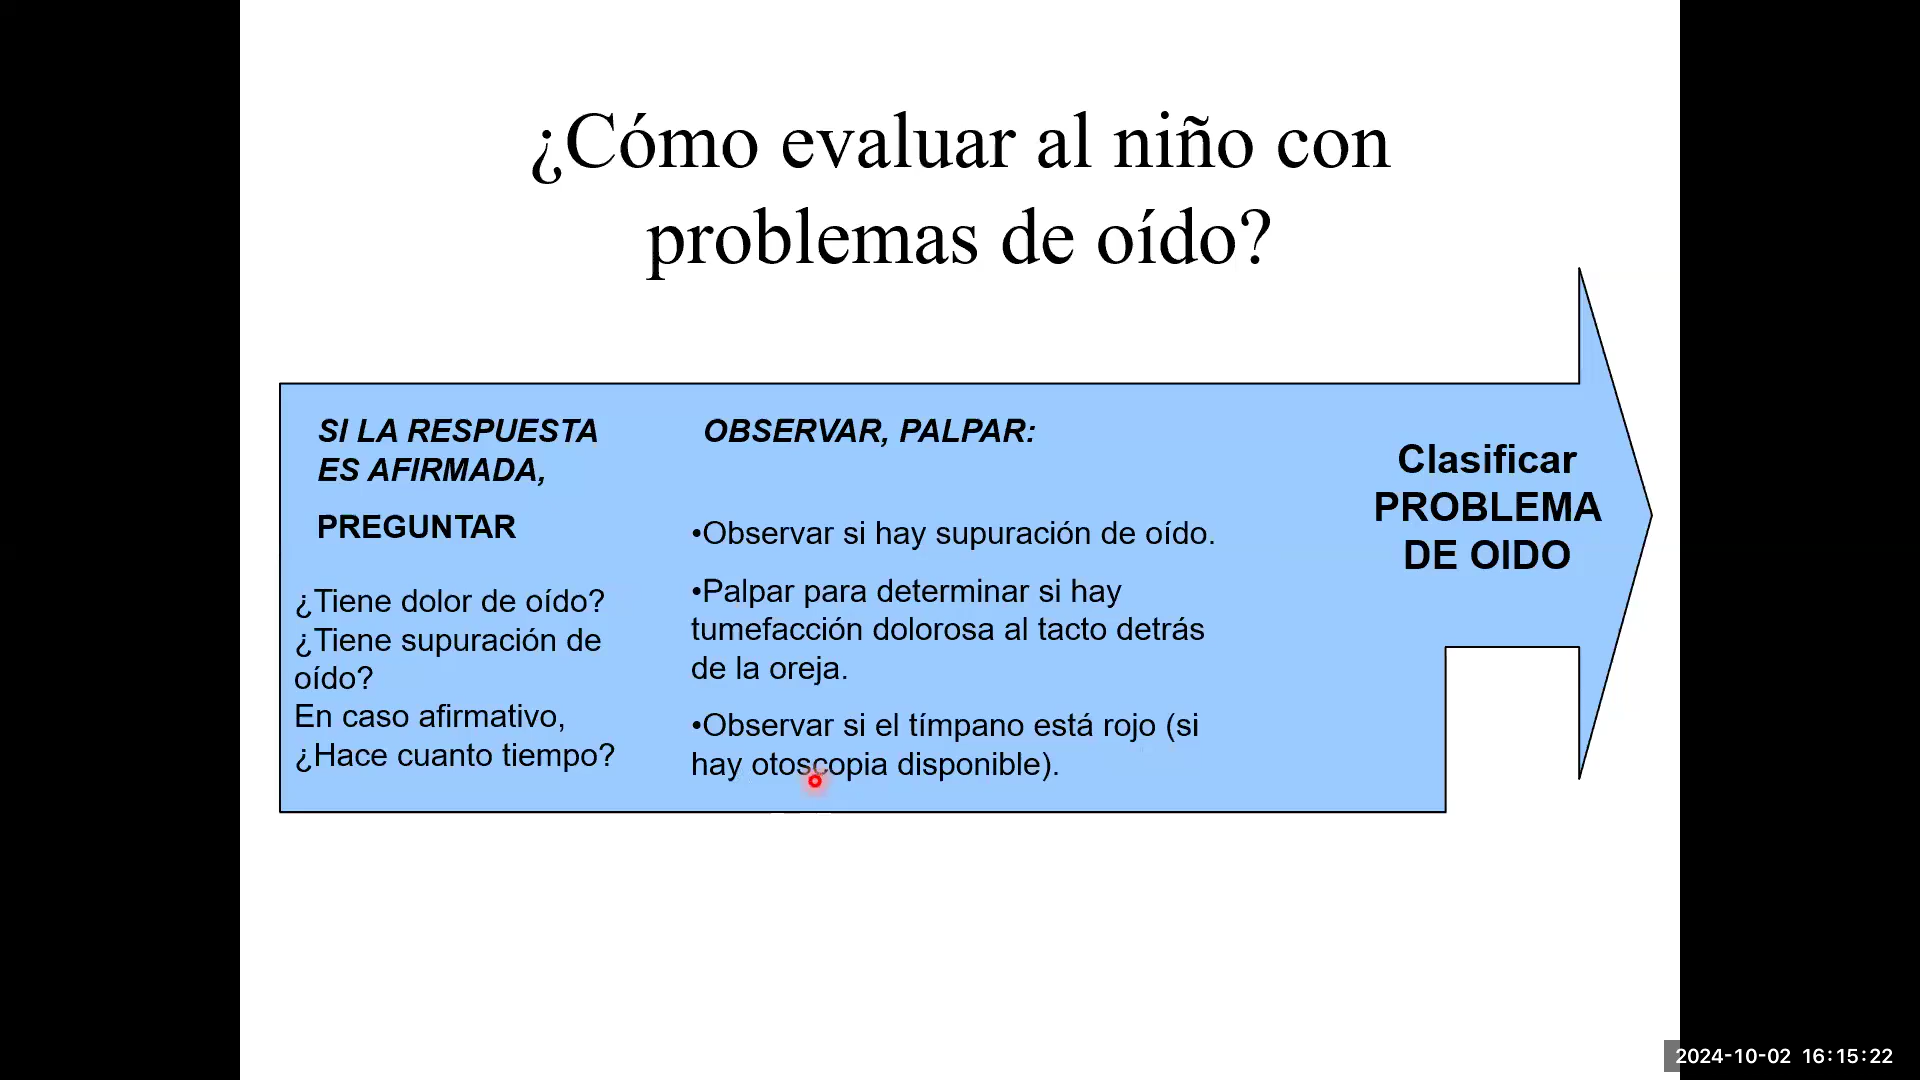 ¿Cómo evaluar al niño con
problemas de oído?
SI LA RESPUESTA
ES AFIRMADA,
PREGUNTAR
¿Tiene dolor de oído?
¿Tiene supuración de
oído?
En caso afirmativo,
¿Hace cuanto tiempo?
OBSERVAR, PALPAR:
•Observar si hay supuración de oído.
•Palpar para determinar si hay
tumefacción dolorosa al tacto detrás
de la oreja.
•Observar si el tímpano está rojo (si
hay otoscopia disponible).
Clasificar
PROBLEMA
DE OIDO
2024-10-02 16:15:22